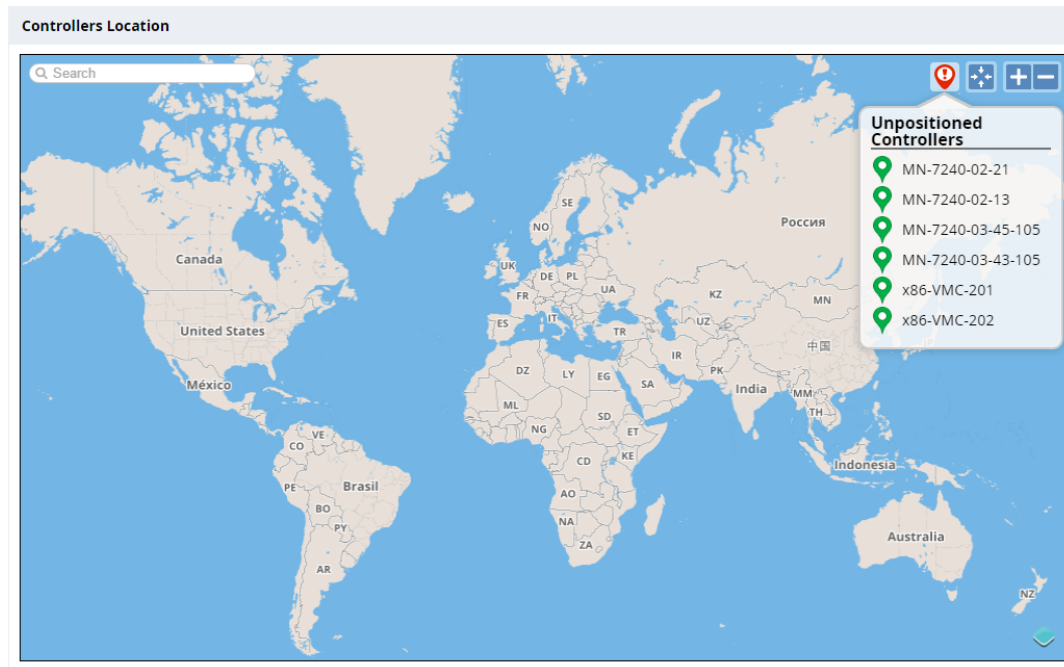 Controllers Location
Search
Unpositioned
Controllers
MN-7240-02-21
MN-7240-02-13
MN-7240-03-45-105
MN-7240-03-43-105
x86-VMC-201
x86-VMC-202
SE
NO
Россия
Canada
UK
DE
PL
FR
UA
KZ
MN
ES
IT
TR
UZ
United States
中国
IR
PK
México
DZ
LY
EG
SA
India
MM
TH
ML
NG
SD
ET
VE
CO
CD
KE
Indonesia
PE
Brasil
BO
AO
PY
NA
ZA
Australia
AR
NZ